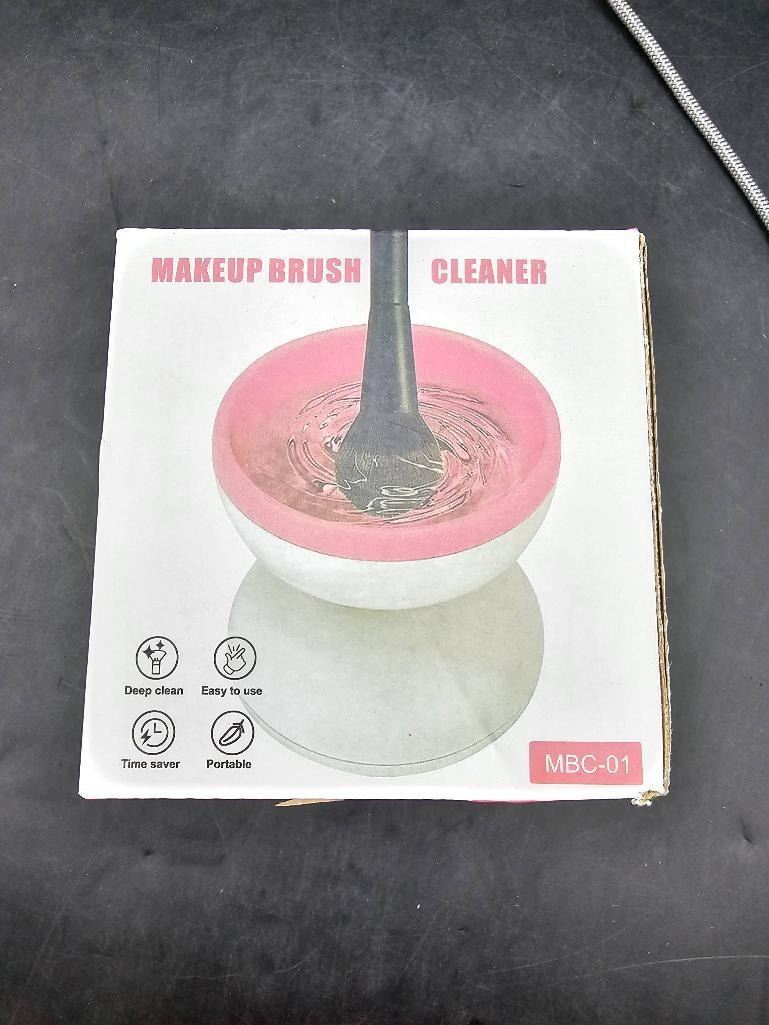 MAKEUP BRUSH CLEANER
Deep clean Easy to use
Time saver Portable
MBC-01